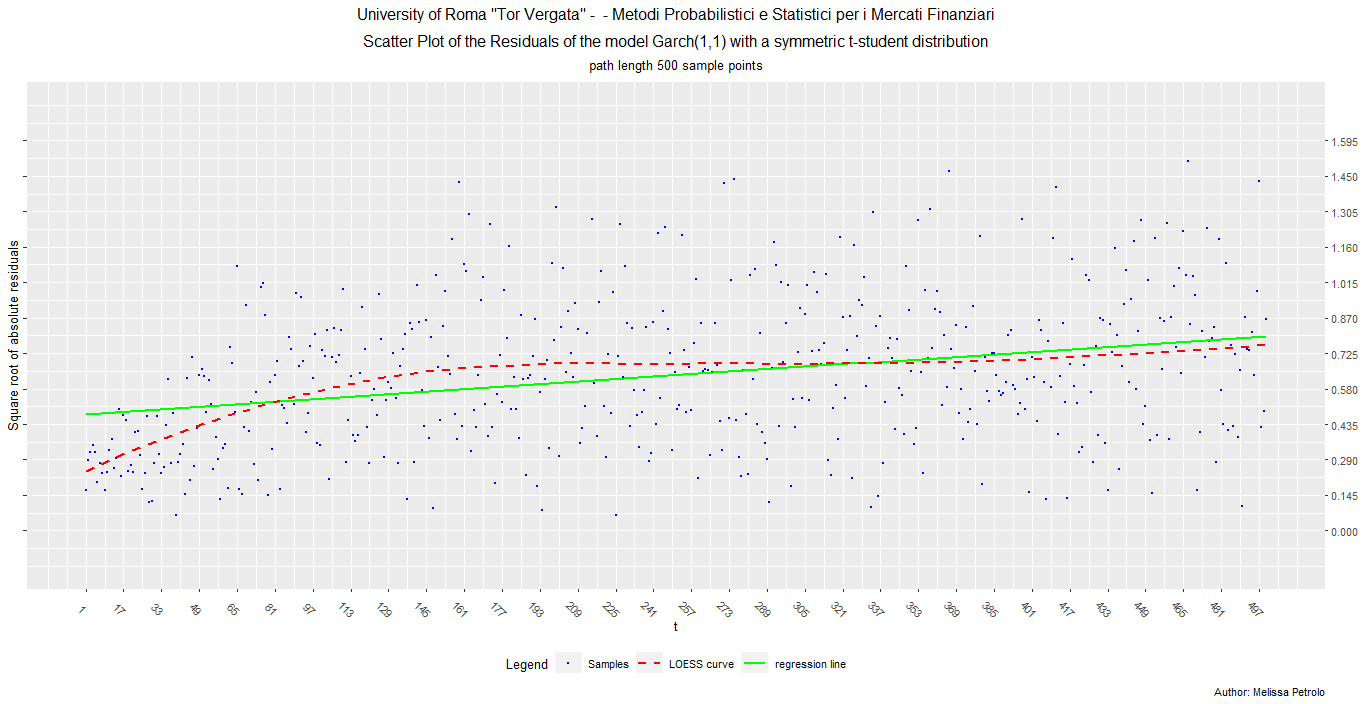 University of Roma "Tor Vergata" -  - Metodi Probabilistici e Statistici per i Mercati Finanziari
Scatter Plot of the Residuals of the model Garch(1,1) with a symmetric t-student distribution
path length 500 sample points
Square root of absolute residuals
1.595
1.450
1.305
1.160
1.015
0.870
0.725
0.580
0.435
0.290
0.145
0.000
1 17 33 49 65 81 97 113 129 145 161 177 193 209 225 241 257 273 289 305 321 337 353 369 385 401 417 433 449 465 481 497
t
Legend Samples LOESS curve regression line
Author: Melissa Petrolo